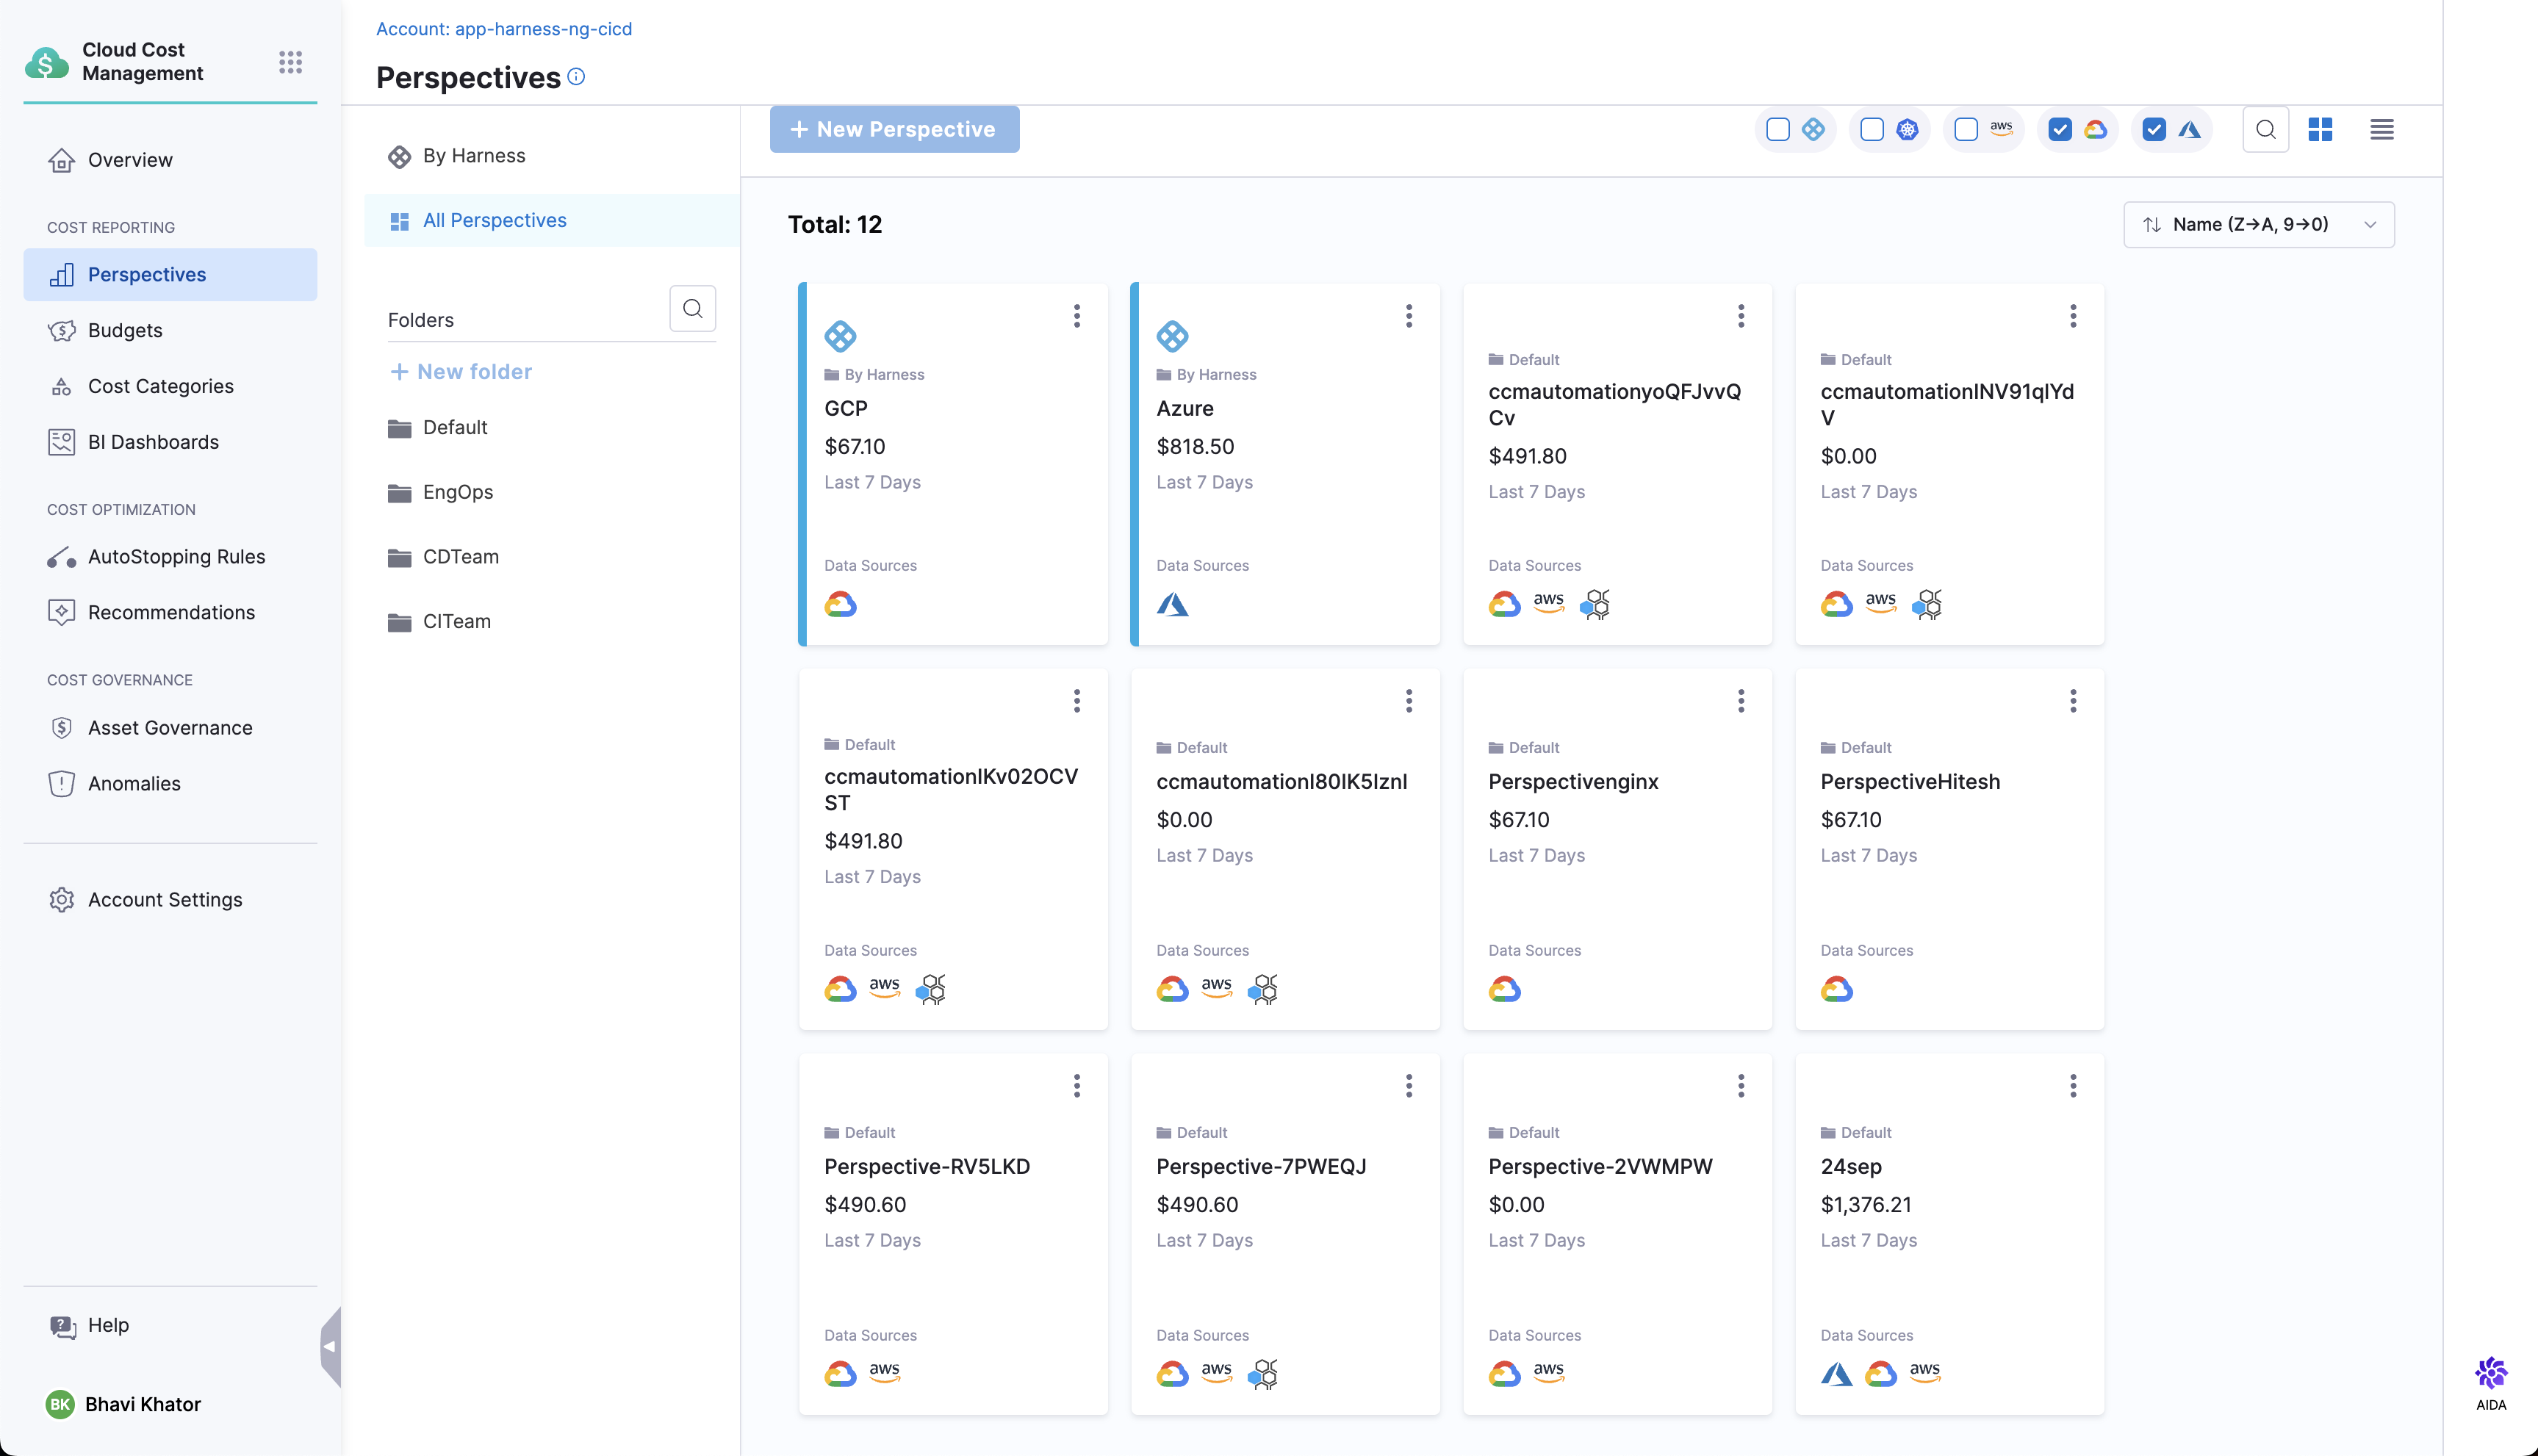 Cloud Cost
Management
Overview
COST REPORTING
Perspectives
Budgets
Cost Categories
BI Dashboards
COST OPTIMIZATION
AutoStopping Rules
Recommendations
COST GOVERNANCE
Asset Governance
Anomalies
Account Settings
Help
BK
Bhavi Khator
Account: app-harness-ng-cicd
Perspectives
By Harness
All Perspectives
Folders
+ New folder
Default
EngOps
CDTeam
CITeam
+ New Perspective
aws
Total: 12
Name (Z→A, 9→0)
By Harness
GCP
$67.10
Last 7 Days
Data Sources
By Harness
Azure
$818.50
Last 7 Days
Data Sources
Default
ccmautomationyoQFJvvQ
Cv
$491.80
Last 7 Days
Data Sources
aws
Default
ccmautomationINV91qlYd
V
$0.00
Last 7 Days
Data Sources
aws
Default
ccmautomationIKv02OCV
ST
$491.80
Last 7 Days
Data Sources
aws
Default
ccmautomationI80IK5IznI
$0.00
Last 7 Days
Data Sources
aws
Default
Perspectivenginx
$67.10
Last 7 Days
Data Sources
Default
PerspectiveHitesh
$67.10
Last 7 Days
Data Sources
Default
Perspective-RV5LKD
$490.60
Last 7 Days
Data Sources
aws
Default
Perspective-7PWEQJ
$490.60
Last 7 Days
Data Sources
aws
Default
Perspective-2VWMPW
$0.00
Last 7 Days
Data Sources
aws
Default
24sep
$1,376.21
Last 7 Days
Data Sources
aws
AIDA